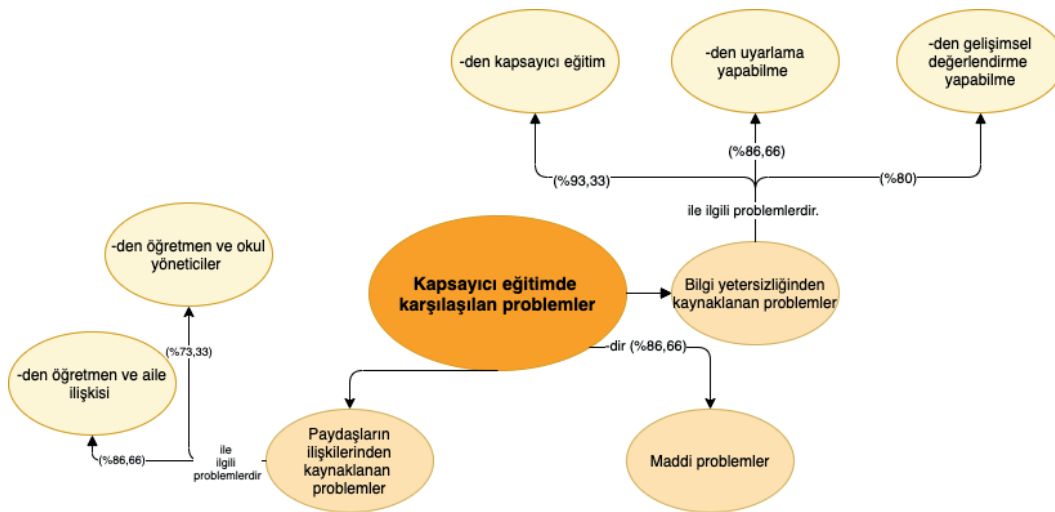 -den kapsayıcı eğitim
-den uyarlama
yapabilme
-den gelişimsel
değerlendirme
yapabilme
(%86,66)
(%93,33)
(%80)
ile ilgili problemlerdir.
-den öğretmen ve okul
yöneticiler
Kapsayıcı eğitimde
karşılaşılan problemler
Bilgi yetersizliğinden
kaynaklanan problemler
(%73,33)
-dir (%86,66)
-den öğretmen ve aile
ilişkisi
Paydaşların
ilişkilerinden
kaynaklanan
problemler
ile
ilgili
problemlerdir
(%86,66)
Maddi problemler